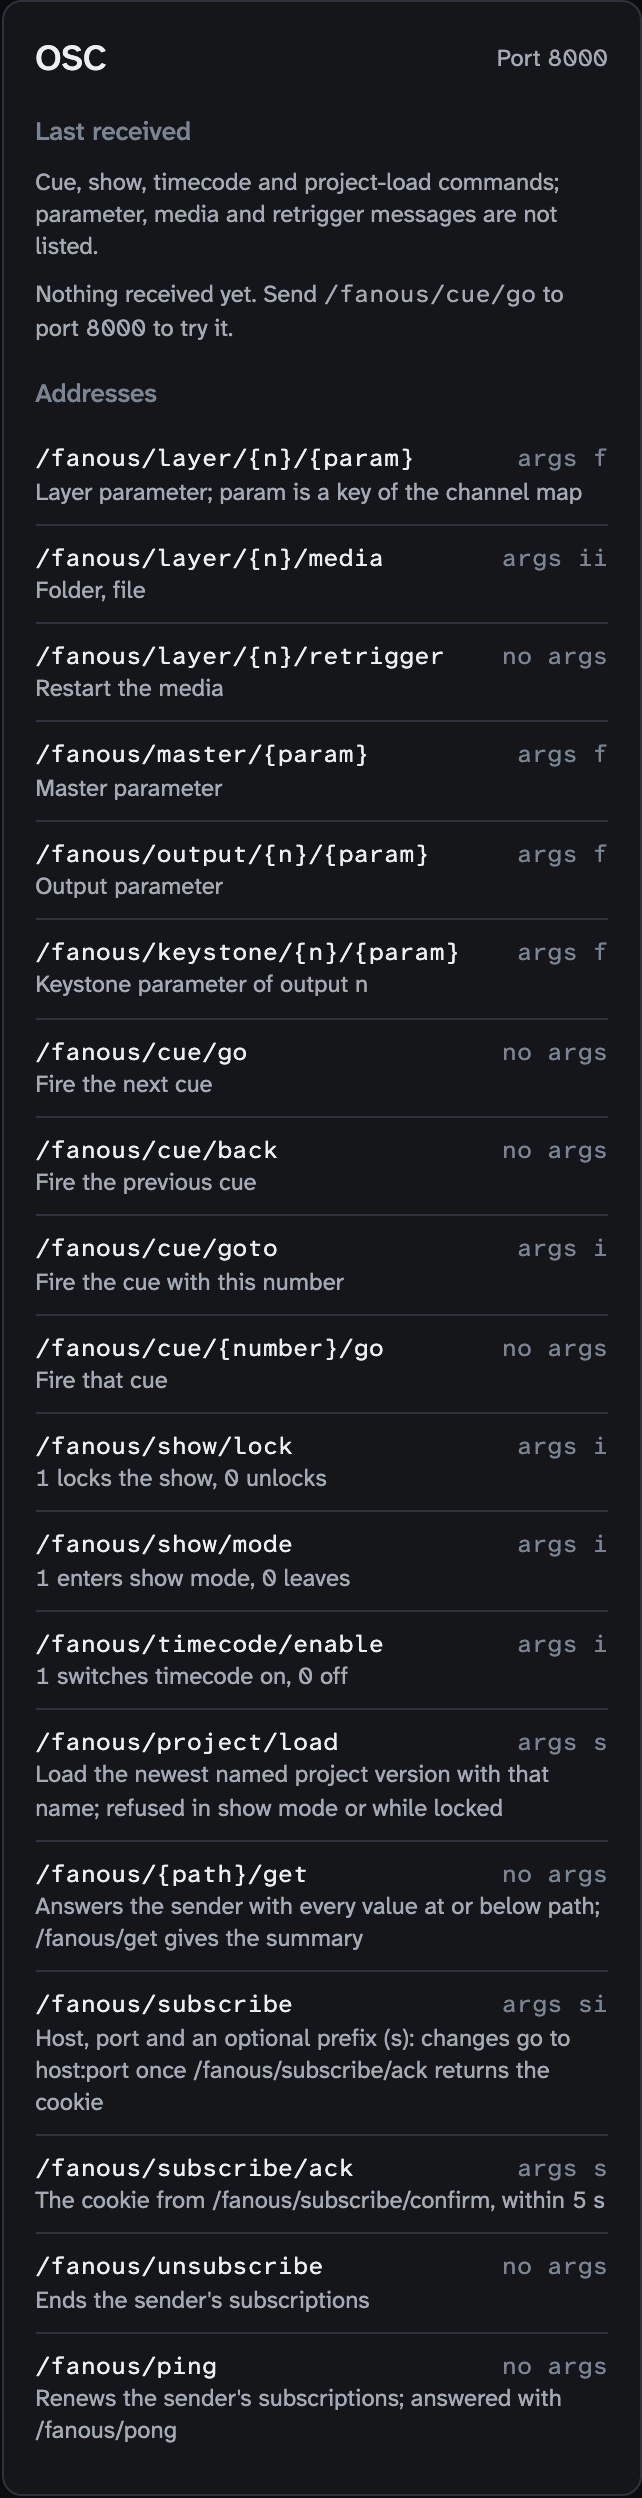 OSC
Port 8000
Last received
Cue, show, timecode and project-load commands;
parameter, media and retrigger messages are not
listed.
Nothing received yet. Send /fanous/cue/go to
port 8000 to try it.
Addresses
/fanous/layer/{n}/{param} args f
Layer parameter; param is a key of the channel map
/fanous/layer/{n}/media args ii
Folder, file
/fanous/layer/{n}/retrigger no args
Restart the media
/fanous/master/{param} args f
Master parameter
/fanous/output/{n}/{param} args f
Output parameter
/fanous/keystone/{n}/{param} args f
Keystone parameter of output n
/fanous/cue/go no args
Fire the next cue
/fanous/cue/back no args
Fire the previous cue
/fanous/cue/goto args i
Fire the cue with this number
/fanous/cue/{number}/go no args
Fire that cue
/fanous/show/lock args i
1 locks the show, 0 unlocks
/fanous/show/mode args i
1 enters show mode, 0 leaves
/fanous/timecode/enable args i
1 switches timecode on, 0 off
/fanous/project/load args s
Load the newest named project version with that
name; refused in show mode or while locked
/fanous/{path}/get no args
Answers the sender with every value at or below path;
/fanous/get gives the summary
/fanous/subscribe args si
Host, port and an optional prefix (s): changes go to
host:port once /fanous/subscribe/ack returns the
cookie
/fanous/subscribe/ack args s
The cookie from /fanous/subscribe/confirm, within 5 s
/fanous/unsubscribe no args
Ends the sender's subscriptions
/fanous/ping no args
Renews the sender's subscriptions; answered with
/fanous/pong